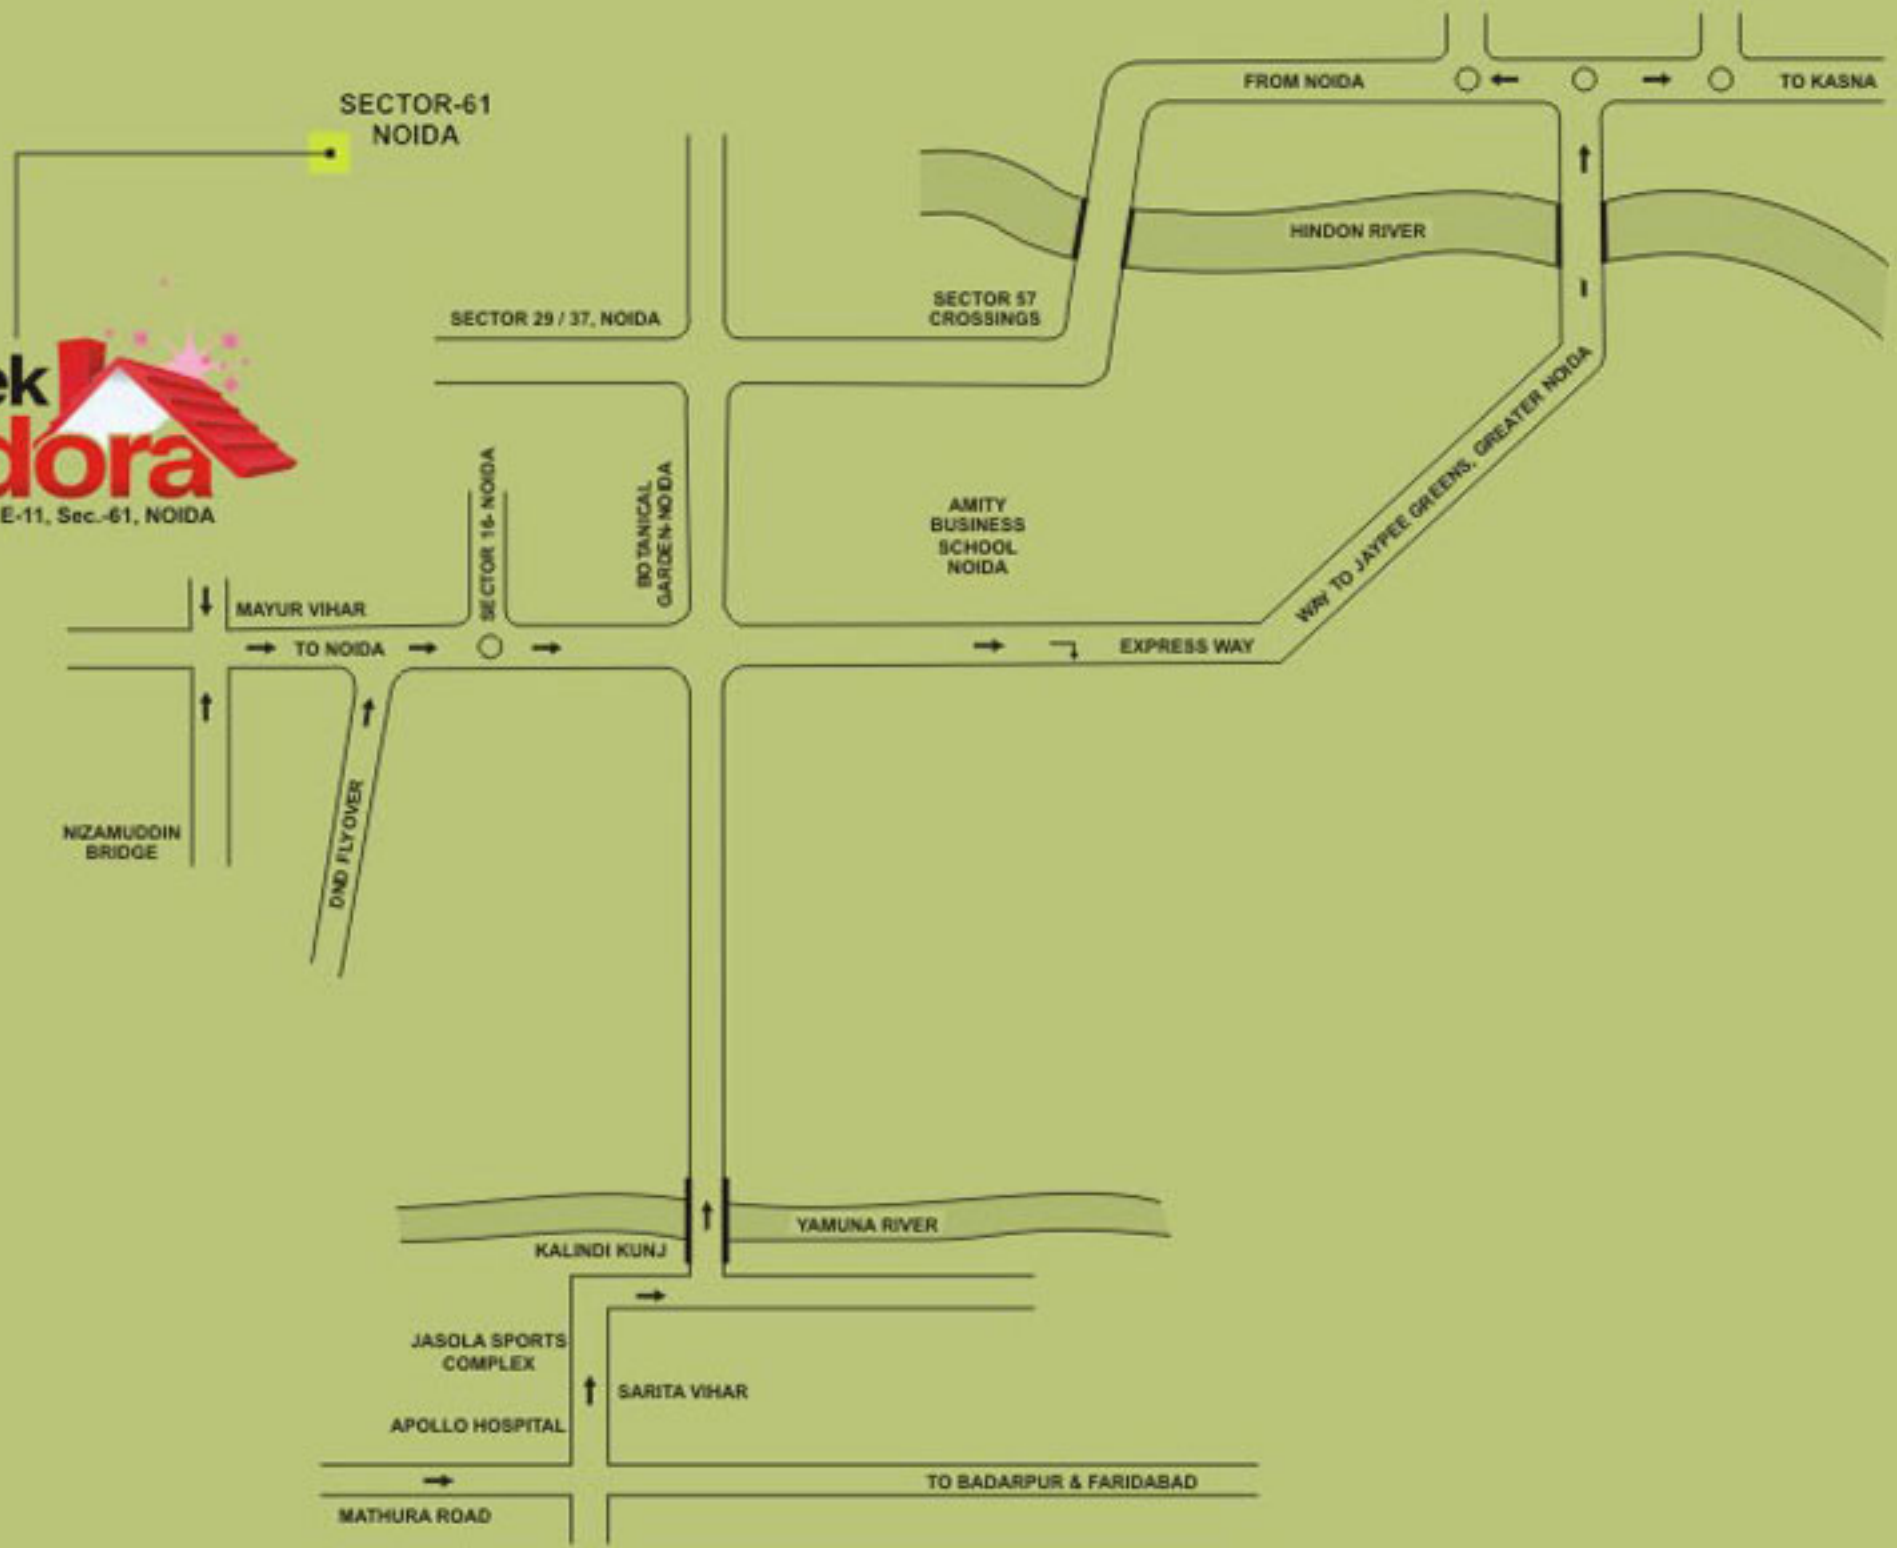 SECTOR-61
NOIDA
FROM NOIDA
TO KASNA
HINDON RIVER
SECTOR 29 / 37, NOIDA
SECTOR 57
CROSSINGS
ek
dora
E-11, Sec.-61, NOIDA
SECTOR 16- NOIDA
BOTANICAL
GARDEN-NOIDA
AMITY
BUSINESS
SCHOOL
NOIDA
WAY TO JAYPEE GREENS, GREATER NOIDA
MAYUR VIHAR
TO NOIDA
EXPRESS WAY
NIZAMUDDIN
BRIDGE
DND FLYOVER
YAMUNA RIVER
KALINDI KUNJ
JASOLA SPORTS
COMPLEX
SARITA VIHAR
APOLLO HOSPITAL
TO BADARPUR & FARIDABAD
MATHURA ROAD